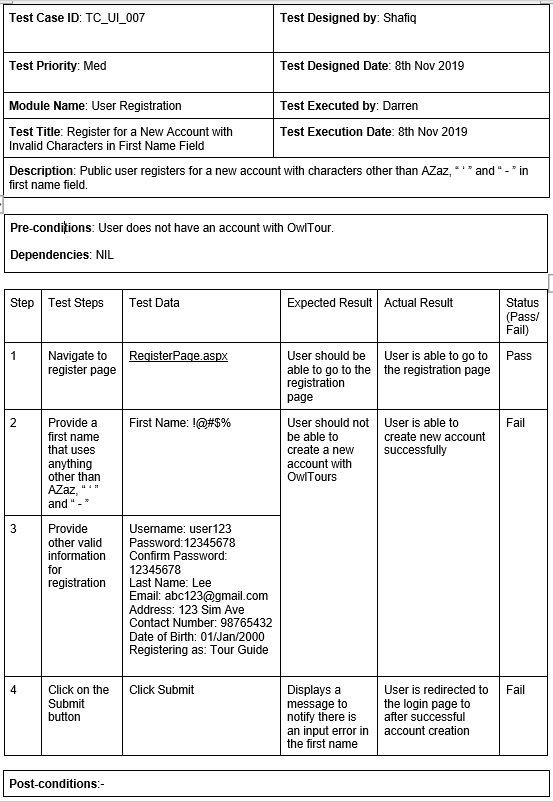 Test Case ID: TC_UI_007
Test Designed by: Shafiq
Test Priority: Med
Test Designed Date: 8th Nov 2019
Module Name: User Registration
Test Executed by: Darren
Test Title: Register for a New Account with
Invalid Characters in First Name Field
Test Execution Date: 8th Nov 2019
Description: Public user registers for a new account with characters other than AZaz, “ ‘ ” and “ - ” in
first name field.
Pre-conditions: User does not have an account with OwlTour.
Dependencies: NIL
Step
Test Steps
Test Data
Expected Result
Actual Result
Status
(Pass/
Fail)
1
Navigate to
register page
RegisterPage.aspx
User should be
able to go to the
registration
page
User is able to go to
the registration page
Pass
2
Provide a
first name
that uses
anything
other than
AZaz, “ ‘ ”
and “ - ”
First Name: !@#$%
User should not
be able to
create a new
account with
OwlTours
User is able to
create new account
successfully
Fail
3
Provide
other valid
information
for
registration
Username: user123
Password:12345678
Confirm Password:
12345678
Last Name: Lee
Email: abc123@gmail.com
Address: 123 Sim Ave
Contact Number: 98765432
Date of Birth: 01/Jan/2000
Registering as: Tour Guide
4
Click on the
Submit
button
Click Submit
Displays a
message to
notify there is
an input error in
the first name
User is redirected to
the login page to
after successful
account creation
Fail
Post-conditions:-